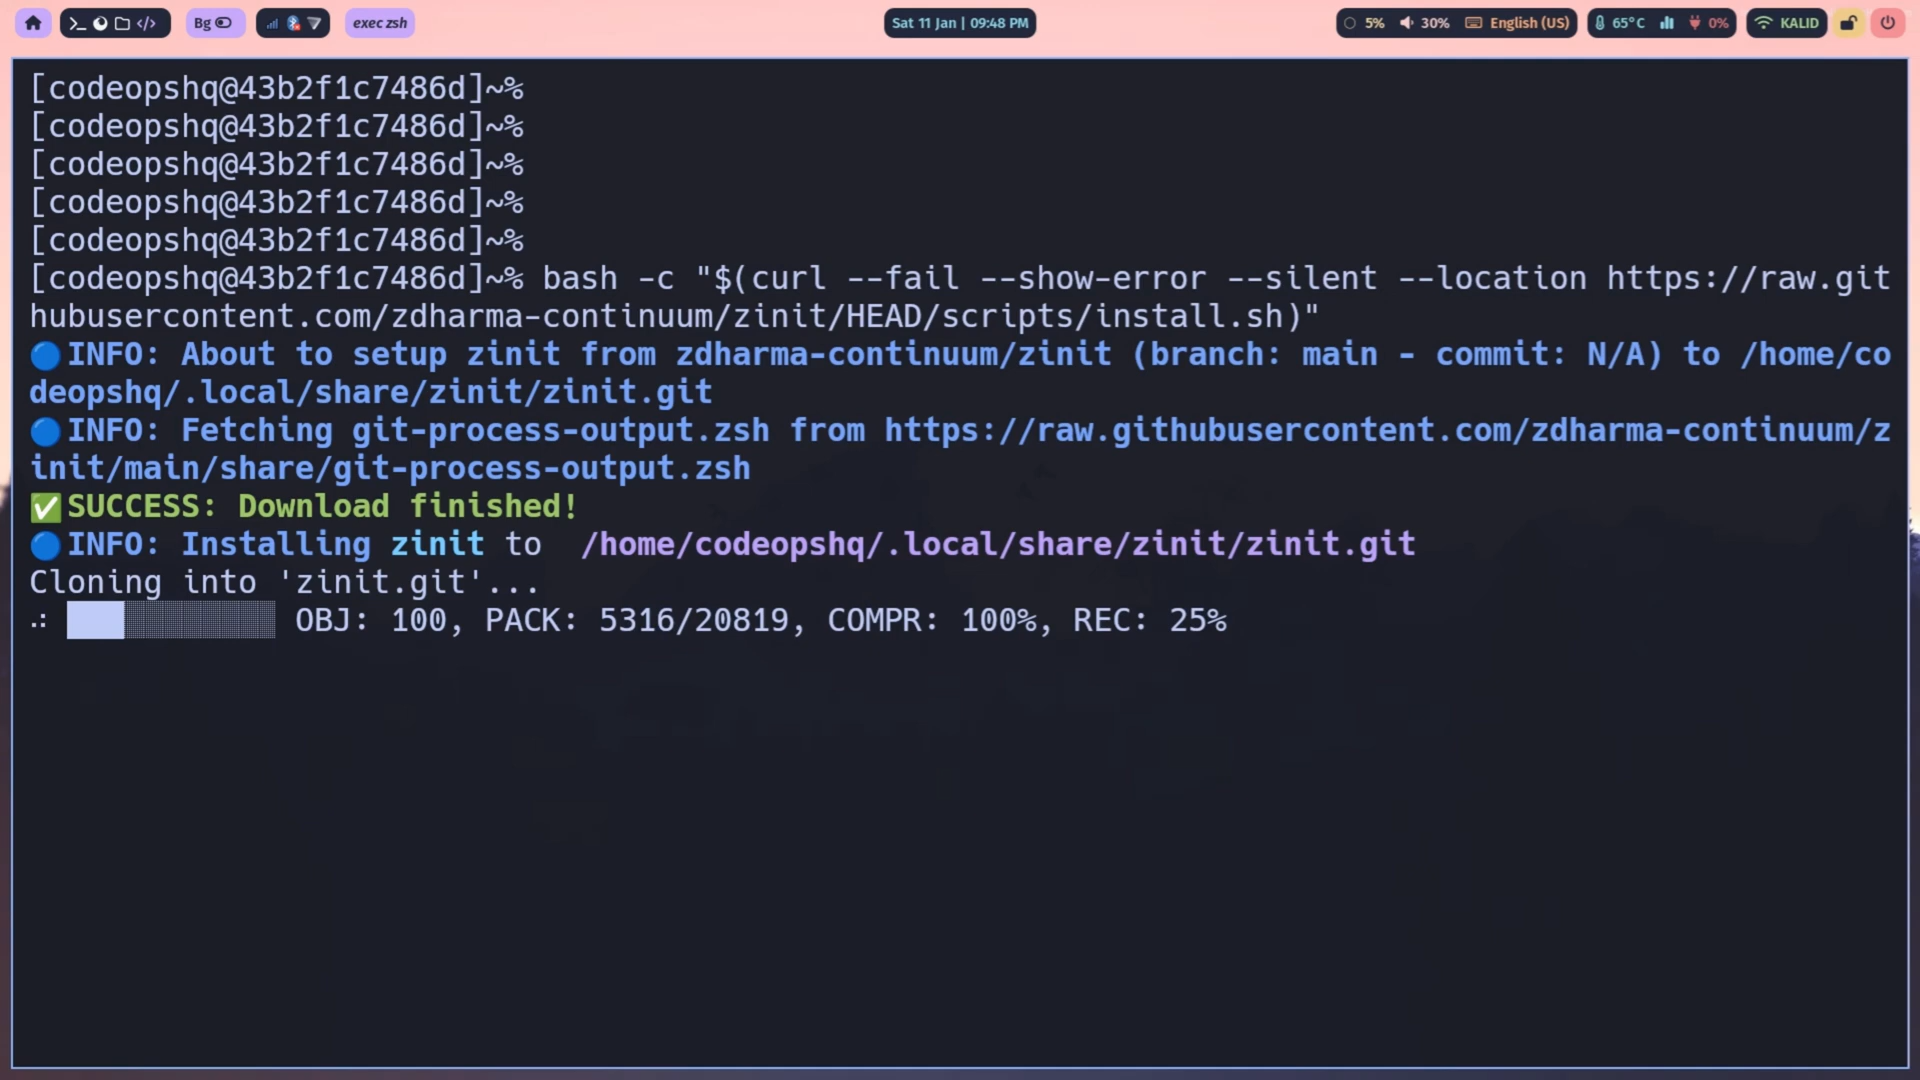 Bg
exec zsh
Sat 11 Jan | 09:48 PM
5%
30%
English (US)
65°C
0%
KALID
[codeopshq@43b2f1c7486d]~%
[codeopshq@43b2f1c7486d]~%
[codeopshq@43b2f1c7486d]~%
[codeopshq@43b2f1c7486d]~%
[codeopshq@43b2f1c7486d]~%
[codeopshq@43b2f1c7486d]~% bash -c "$(curl --fail --show-error --silent --location https://raw.git
hubusercontent.com/zdharma-continuum/zinit/HEAD/scripts/install.sh)"
INFO: About to setup zinit from zdharma-continuum/zinit (branch: main - commit: N/A) to /home/co
deopshq/.local/share/zinit/zinit.git
INFO: Fetching git-process-output.zsh from https://raw.githubusercontent.com/zdharma-continuum/z
init/main/share/git-process-output.zsh
SUCCESS: Download finished!
INFO: Installing zinit to  /home/codeopshq/.local/share/zinit/zinit.git
Cloning into 'zinit.git'...
OBJ: 100, PACK: 5316/20819, COMPR: 100%, REC: 25%